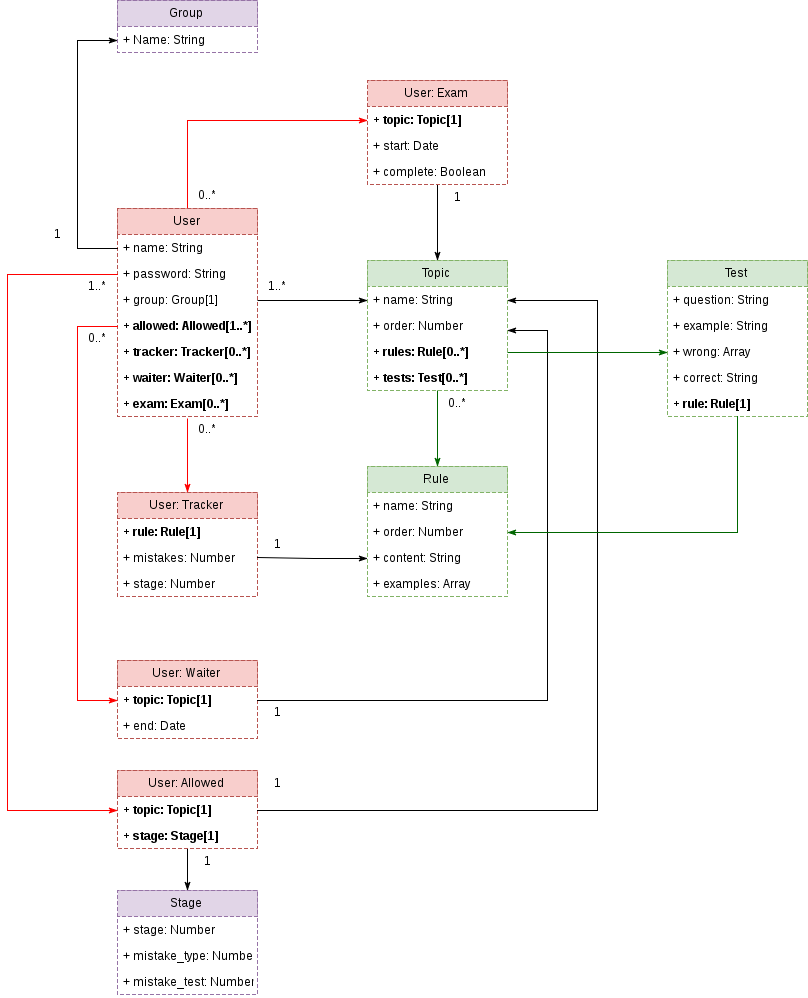 Group
+ Name: String
User: Exam
+ topic: Topic[1]
+ start: Date
+ complete: Boolean
0..*
1
User
+ name: String
+ password: String
+ group: Group[1]
+ allowed: Allowed[1..*]
+ tracker: Tracker[0..*]
+ waiter: Waiter[0..*]
+ exam: Exam[0..*]
1
1..*
0..*
1..*
0..*
Topic
+ name: String
+ order: Number
+ rules: Rule[0..*]
+ tests: Test[0..*]
0..*
Test
+ question: String
+ example: String
+ wrong: Array
+ correct: String
+ rule: Rule[1]
User: Tracker
+ rule: Rule[1]
+ mistakes: Number
+ stage: Number
1
Rule
+ name: String
+ order: Number
+ content: String
+ examples: Array
User: Waiter
+ topic: Topic[1]
+ end: Date
1
User: Allowed
+ topic: Topic[1]
+ stage: Stage[1]
1
1
Stage
+ stage: Number
+ mistake_type: Numbe
+ mistake_test: Number